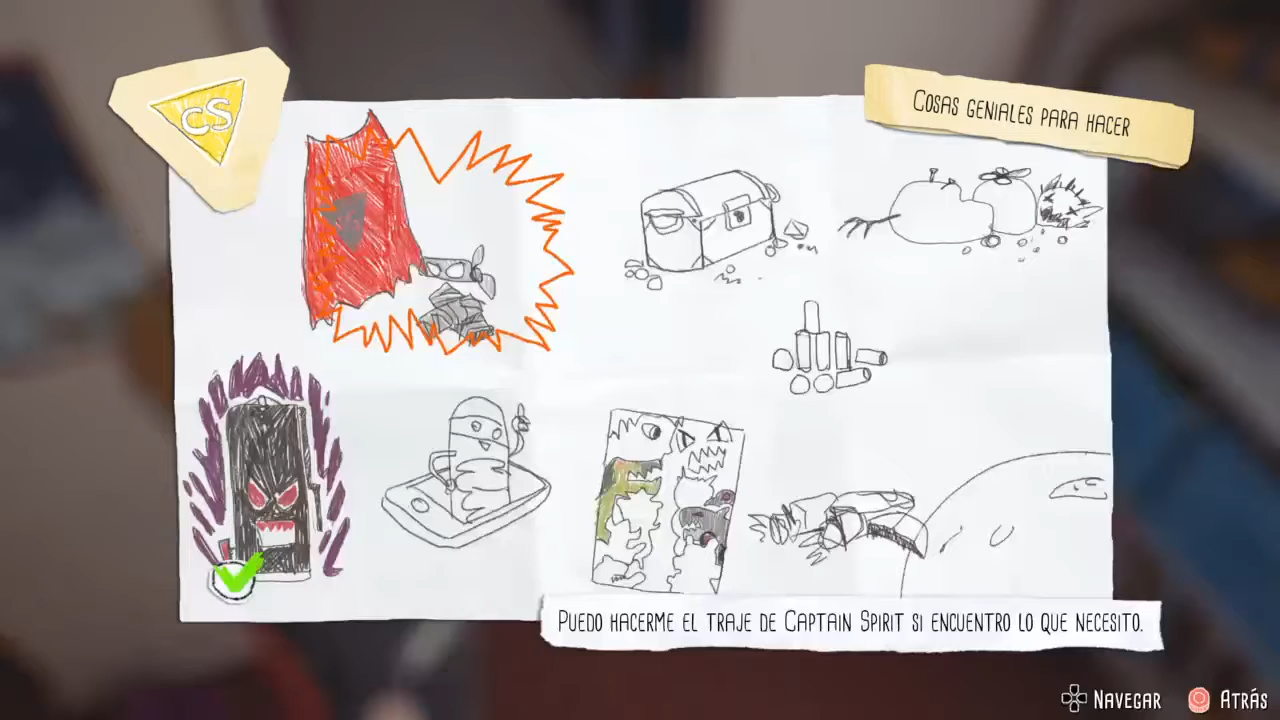 CS
COSAS GENIALES PARA HACER
PUEDO HACERME EL TRAJE DE CAPTAIN SPIRIT SI ENCUENTRO LO QUE NECESITO.
NAVEGAR ATRÁS